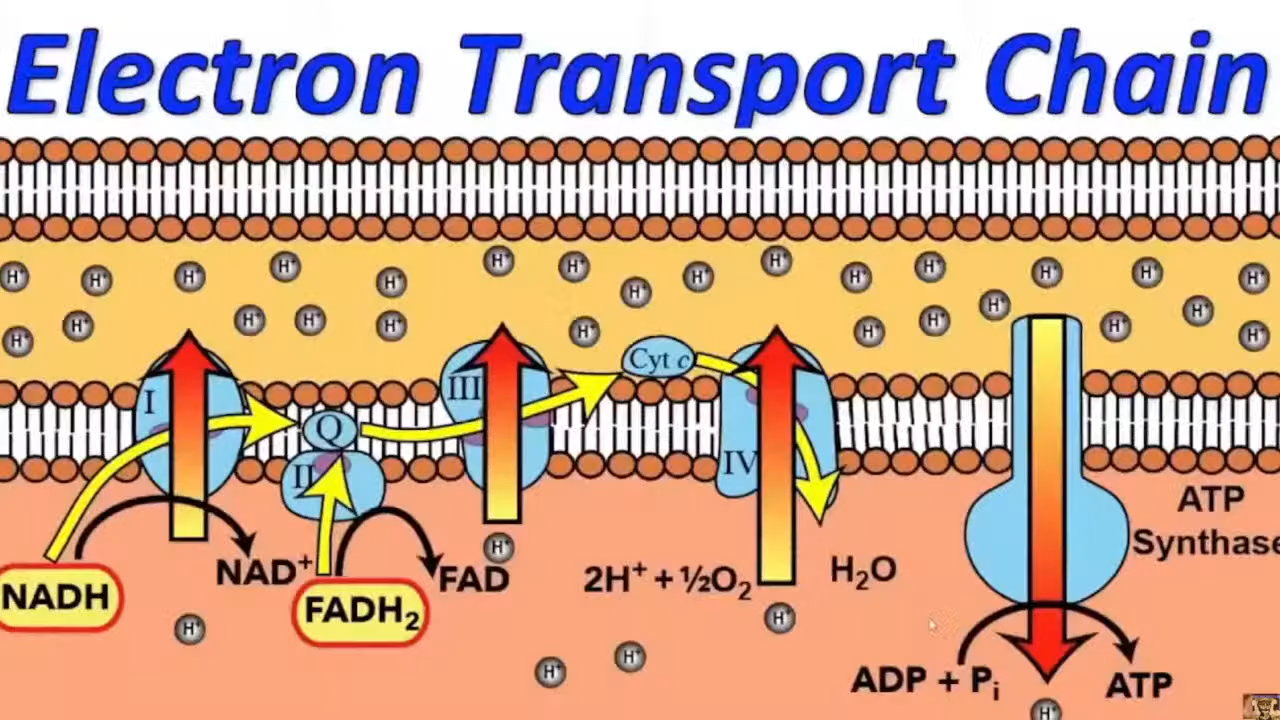 Electron Transport Chain
H⁺ H⁺ H⁺ H⁺ H⁺ H⁺ H⁺ H⁺ H⁺ H⁺ H⁺ H⁺ H⁺ H⁺ H⁺
H⁺ H⁺ H⁺ H⁺ H⁺ H⁺ H⁺ H⁺ H⁺ H⁺ H⁺ H⁺
I
Q
II
III
Cyt c
IV
ATP
Synthase
NADH
NAD⁺
FADH₂
FAD
H⁺
2H⁺ + ½O₂
H₂O
H⁺
H⁺
H⁺
H⁺
ADP + Pᵢ
ATP
H⁺